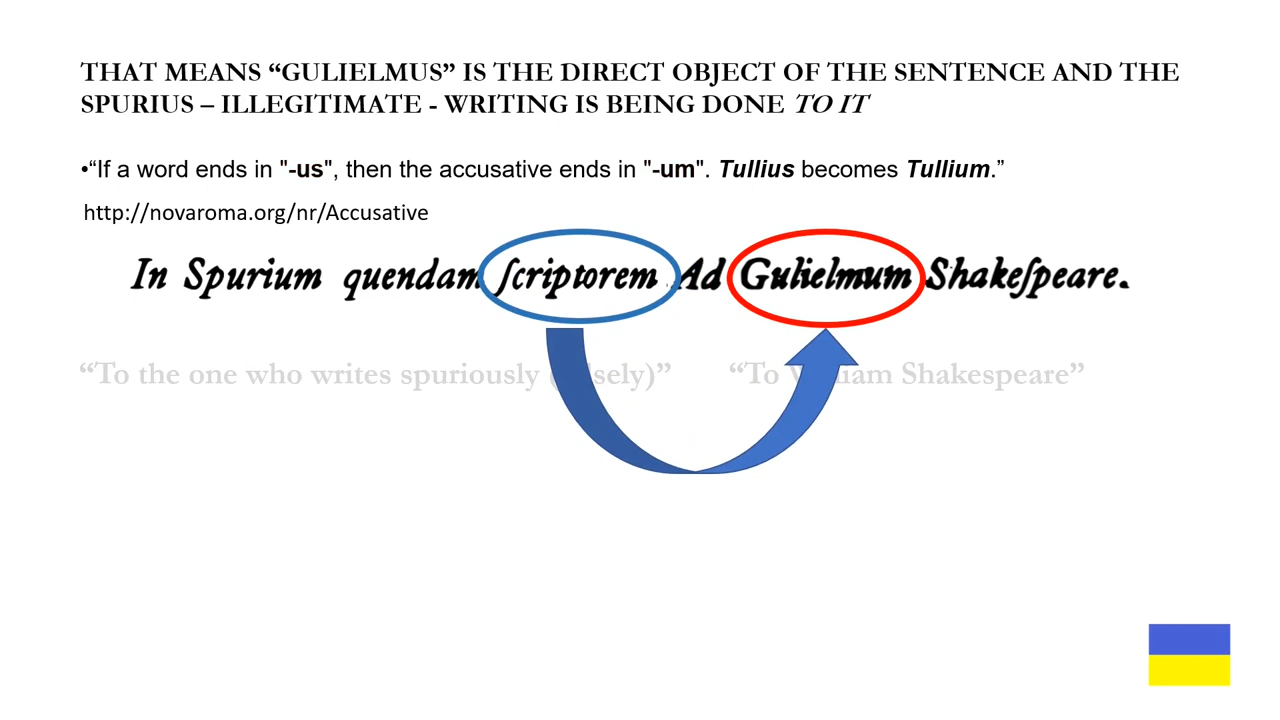 THAT MEANS “GULIELMUS” IS THE DIRECT OBJECT OF THE SENTENCE AND THE
SPURIUS – ILLEGITIMATE - WRITING IS BEING DONE TO IT
•“If a word ends in "-us", then the accusative ends in "-um". Tullius becomes Tullium.”
http://novaroma.org/nr/Accusative
In Spurium quendam ſcriptorem Ad Gulielmum Shakeſpeare.
“To the one who writes spuriously lsely)” “To liam Shakespeare”